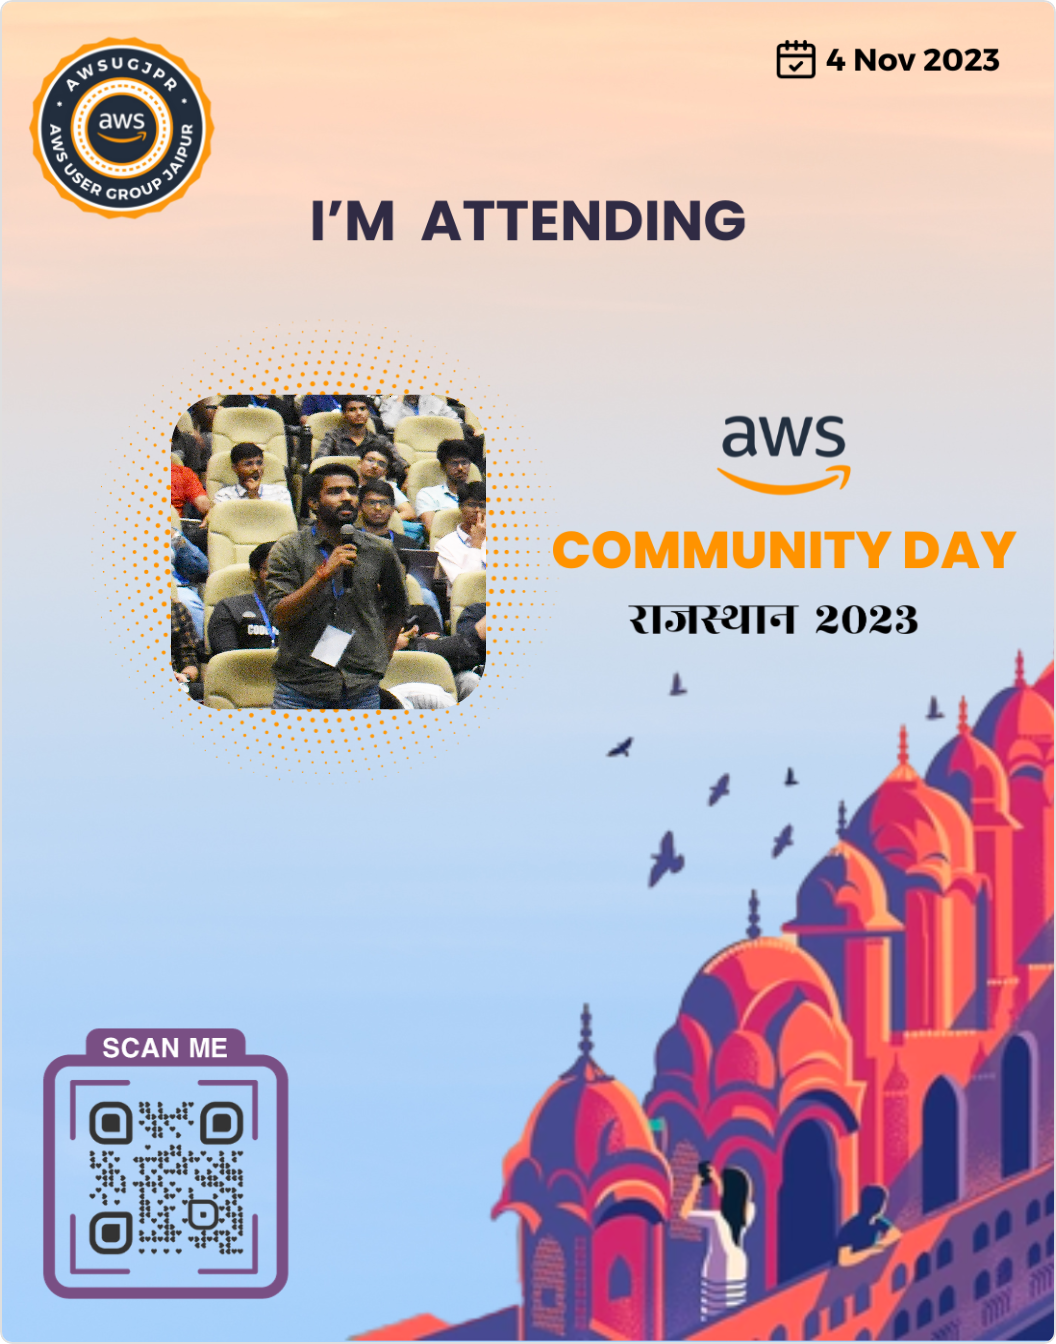 AWSUGJPR
aws
AWS USER GROUP JAIPUR
4 Nov 2023
I'M ATTENDING
aws
COMMUNITY DAY
राजस्थान 2023
SCAN ME